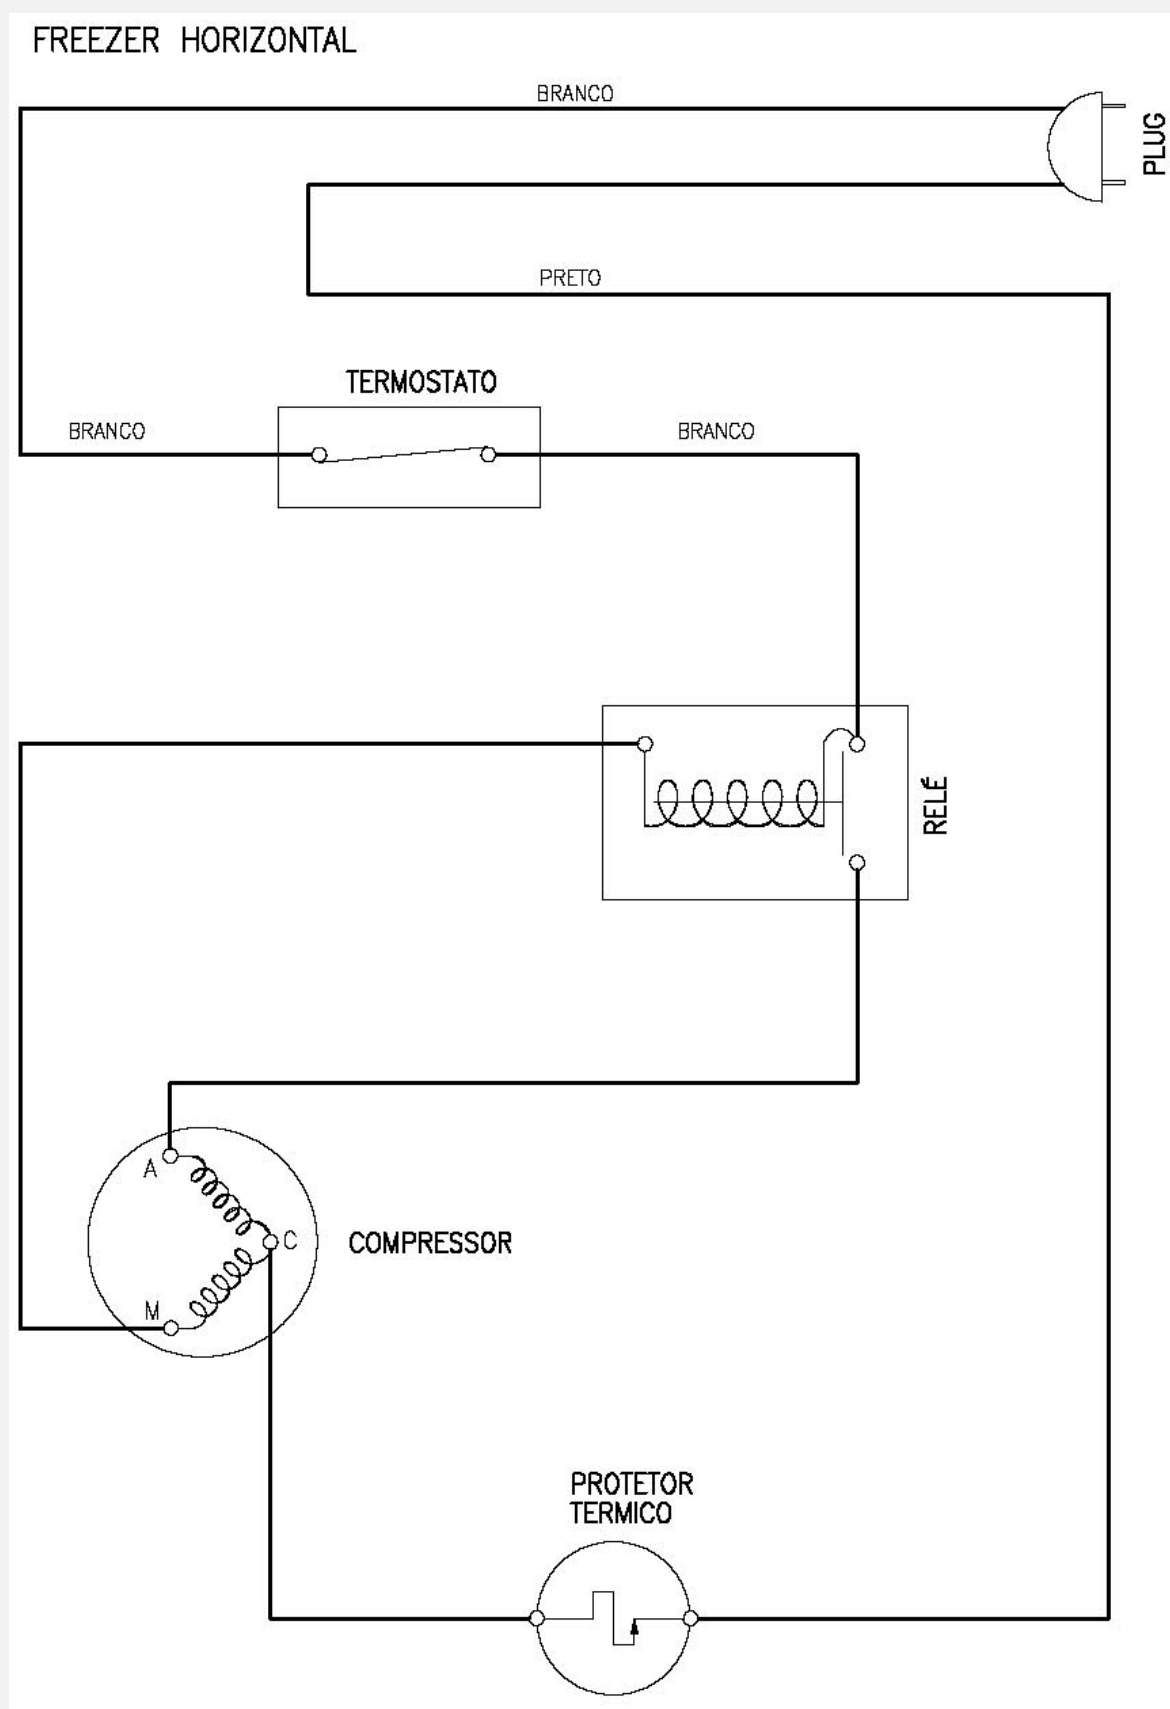 FREEZER HORIZONTAL
BRANCO
PLUG
PRETO
TERMOSTATO
BRANCO
BRANCO
RELÉ
A
C
COMPRESSOR
M
PROTETOR
TERMICO